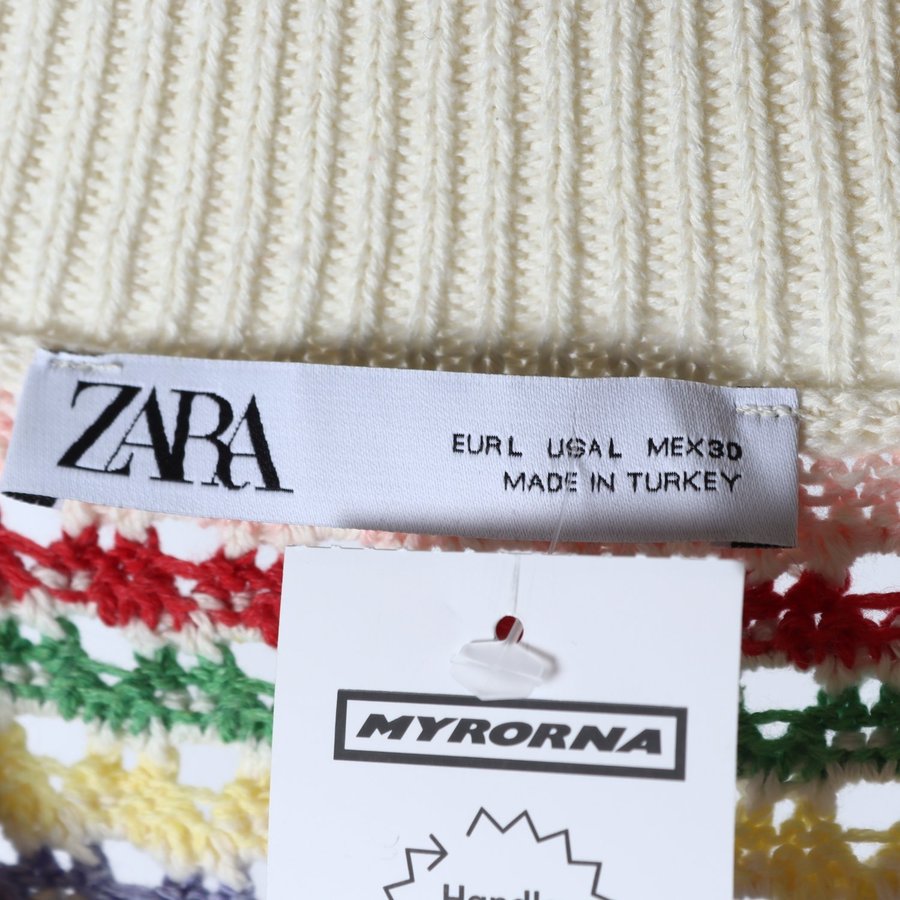 ZARA
EUR L USA L MEX 30
MADE IN TURKEY
MYRORNA